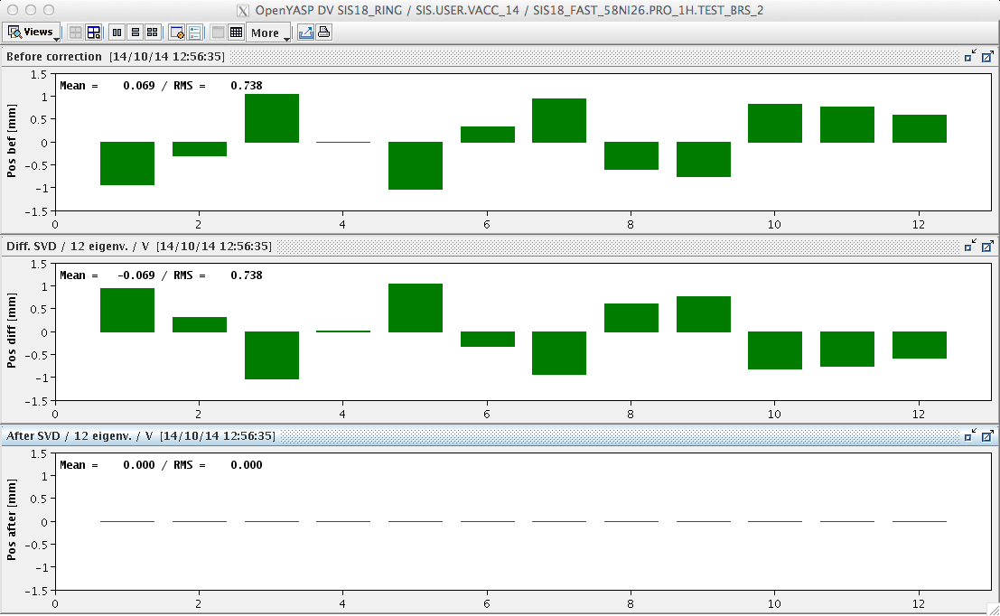 OpenYASP DV SIS18_RING / SIS.USER.VACC_14 / SIS18_FAST_58NI26.PRO_1H.TEST_BRS_2
Views More
Before correction [14/10/14 12:56:35]
Mean = 0.069 / RMS = 0.738
Pos bef [mm]
1.5
1
0.5
0
-0.5
-1
-1.5
0 2 4 6 8 10 12
Diff. SVD / 12 eigenv. / V [14/10/14 12:56:35]
Mean = -0.069 / RMS = 0.738
Pos diff [mm]
1.5
1
0.5
0
-0.5
-1
-1.5
0 2 4 6 8 10 12
After SVD / 12 eigenv. / V [14/10/14 12:56:35]
Mean = 0.000 / RMS = 0.000
Pos after [mm]
1.5
1
0.5
0
-0.5
-1
-1.5
0 2 4 6 8 10 12